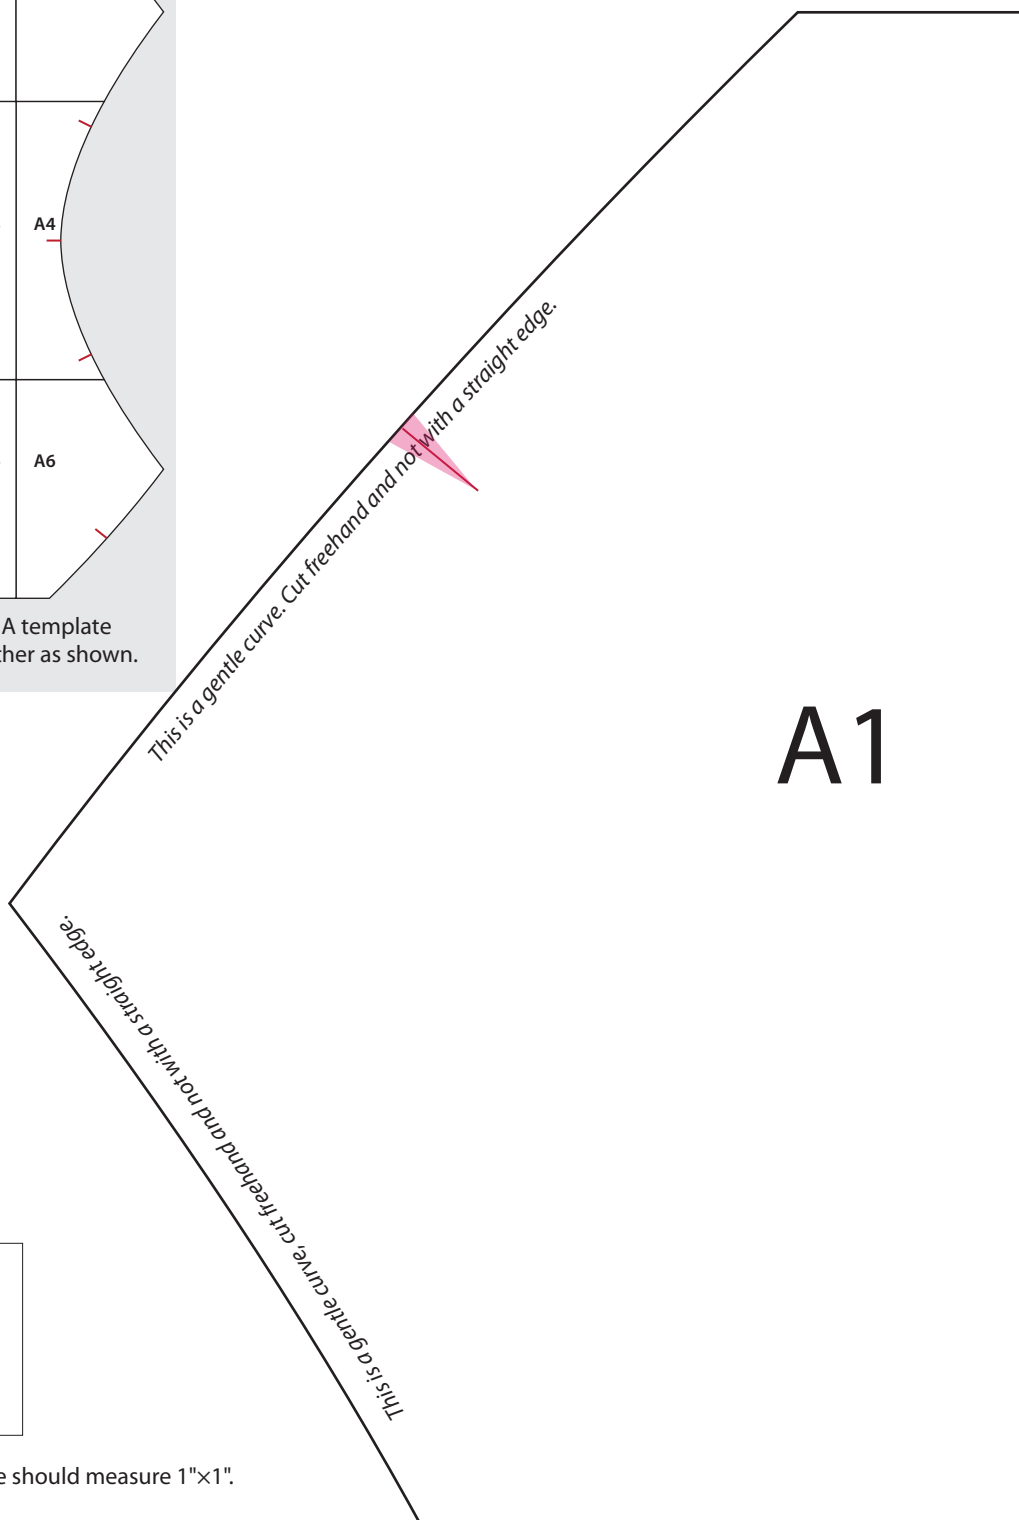 A4
A6
A template
as shown.
This is a gentle curve. Cut freehand and not with a straight edge.
A1
This is a gentle curve, cut freehand and not with a straight edge.
should measure 1"×1".